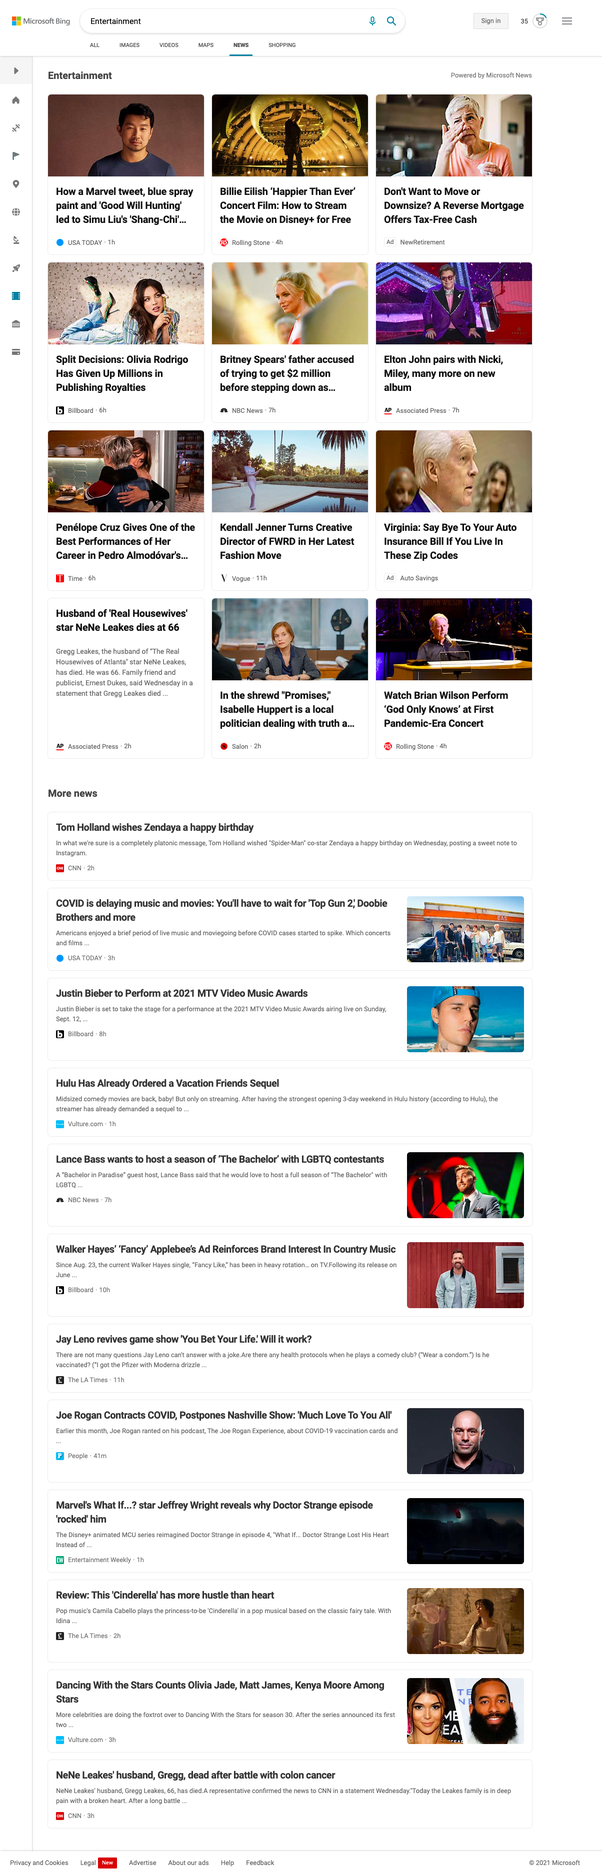 Microsoft Bing
Entertainment
Sign in
35
ALL IMAGES VIDEOS MAPS NEWS SHOPPING
Entertainment
Powered by Microsoft News
How a Marvel tweet, blue spray
paint and 'Good Will Hunting'
led to Simu Liu's 'Shang-Chi'...
USA TODAY · 1h
Billie Eilish ‘Happier Than Ever’
Concert Film: How to Stream
the Movie on Disney+ for Free
Rolling Stone · 4h
Don't Want to Move or
Downsize? A Reverse Mortgage
Offers Tax-Free Cash
Ad NewRetirement
Split Decisions: Olivia Rodrigo
Has Given Up Millions in
Publishing Royalties
Billboard · 6h
Britney Spears' father accused
of trying to get $2 million
before stepping down as...
NBC News · 7h
Elton John pairs with Nicki,
Miley, many more on new
album
AP Associated Press · 7h
Penélope Cruz Gives One of the
Best Performances of Her
Career in Pedro Almodóvar's...
Time · 6h
Kendall Jenner Turns Creative
Director of FWRD in Her Latest
Fashion Move
Vogue · 11h
Virginia: Say Bye To Your Auto
Insurance Bill If You Live In
These Zip Codes
Ad Auto Savings
Husband of 'Real Housewives'
star NeNe Leakes dies at 66
Gregg Leakes, the husband of "The Real
Housewives of Atlanta" star NeNe Leakes,
has died. He was 66. Family friend and
publicist, Ernest Dukes, said Wednesday in a
statement that Gregg Leakes died ...
AP Associated Press · 2h
In the shrewd "Promises,"
Isabelle Huppert is a local
politician dealing with truth a...
Salon · 2h
Watch Brian Wilson Perform
‘God Only Knows’ at First
Pandemic-Era Concert
Rolling Stone · 4h
More news
Tom Holland wishes Zendaya a happy birthday
In what we're sure is a completely platonic message, Tom Holland wished "Spider-Man" co-star Zendaya a happy birthday on Wednesday, posting a sweet note to
Instagram.
CNN · 2h
COVID is delaying music and movies: You'll have to wait for 'Top Gun 2,' Doobie
Brothers and more
Americans enjoyed a brief period of live music and moviegoing before COVID cases started to spike. Which concerts
and films ...
USA TODAY · 3h
Justin Bieber to Perform at 2021 MTV Video Music Awards
Justin Bieber is set to take the stage for a performance at the 2021 MTV Video Music Awards airing live on Sunday,
Sept. 12, ...
Billboard · 8h
Hulu Has Already Ordered a Vacation Friends Sequel
Midsized comedy movies are back, baby! But only on streaming. After having the strongest opening 3-day weekend in Hulu history (according to Hulu), the
streamer has already demanded a sequel to ...
Vulture.com · 1h
Lance Bass wants to host a season of ‘The Bachelor’ with LGBTQ contestants
A "Bachelor in Paradise" guest host, Lance Bass said that he would love to host a full season of "The Bachelor" with
LGBTQ ...
NBC News · 7h
Walker Hayes’ ‘Fancy’ Applebee’s Ad Reinforces Brand Interest In Country Music
Since Aug. 23, the current Walker Hayes single, “Fancy Like,” has been in heavy rotation... on TV.Following its release on
June ...
Billboard · 10h
Jay Leno revives game show 'You Bet Your Life.' Will it work?
There are not many questions Jay Leno can't answer with a joke.Are there any health protocols when he plays a comedy club? ("Wear a condom.") Is he
vaccinated? ("I got the Pfizer with Moderna drizzle ...
The LA Times · 11h
Joe Rogan Contracts COVID, Postpones Nashville Show: 'Much Love To You All'
Earlier this month, Joe Rogan ranted on his podcast, The Joe Rogan Experience, about COVID-19 vaccination cards and
...
People · 41m
Marvel's What If...? star Jeffrey Wright reveals why Doctor Strange episode
'rocked' him
The Disney+ animated MCU series reimagined Doctor Strange in episode 4, "What If... Doctor Strange Lost His Heart
Instead of ...
Entertainment Weekly · 1h
Review: This 'Cinderella' has more hustle than heart
Pop music's Camila Cabello plays the princess-to-be 'Cinderella' in a pop musical based on the classic fairy tale. With
Idina ...
The LA Times · 2h
Dancing With the Stars Counts Olivia Jade, Matt James, Kenya Moore Among
Stars
More celebrities are doing the foxtrot over to Dancing With the Stars for season 30. After the series announced its first
two ...
Vulture.com · 3h
NeNe Leakes' husband, Gregg, dead after battle with colon cancer
NeNe Leakes' husband, Gregg Leakes, 66, has died.A representative confirmed the news to CNN in a statement Wednesday."Today the Leakes family is in deep
pain with a broken heart. After a long battle ...
CNN · 3h
Privacy and Cookies Legal New Advertise About our ads Help Feedback
© 2021 Microsoft